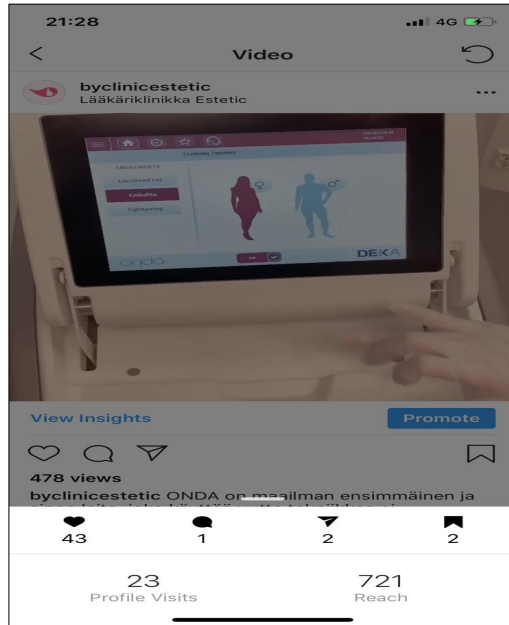 21:28
4G
Video
byclinicestetic
Lääkäriklinikka Estetic
TREATMENTS
Localized Fat
Cellulite
Tightening
onda
DEKA
View Insights
Promote
478 views
byclinicestetic ONDA on maailman ensimmäinen ja
43
1
2
2
23
721
Profile Visits
Reach